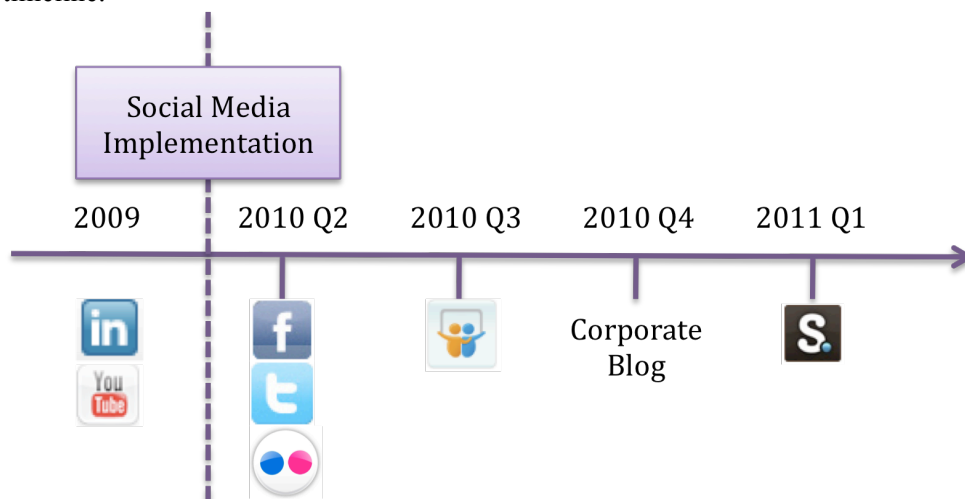 Social Media
Implementation
2009
2010 Q2
2010 Q3
2010 Q4
2011 Q1
in
f
Corporate
Blog
S.
You
Tube
t